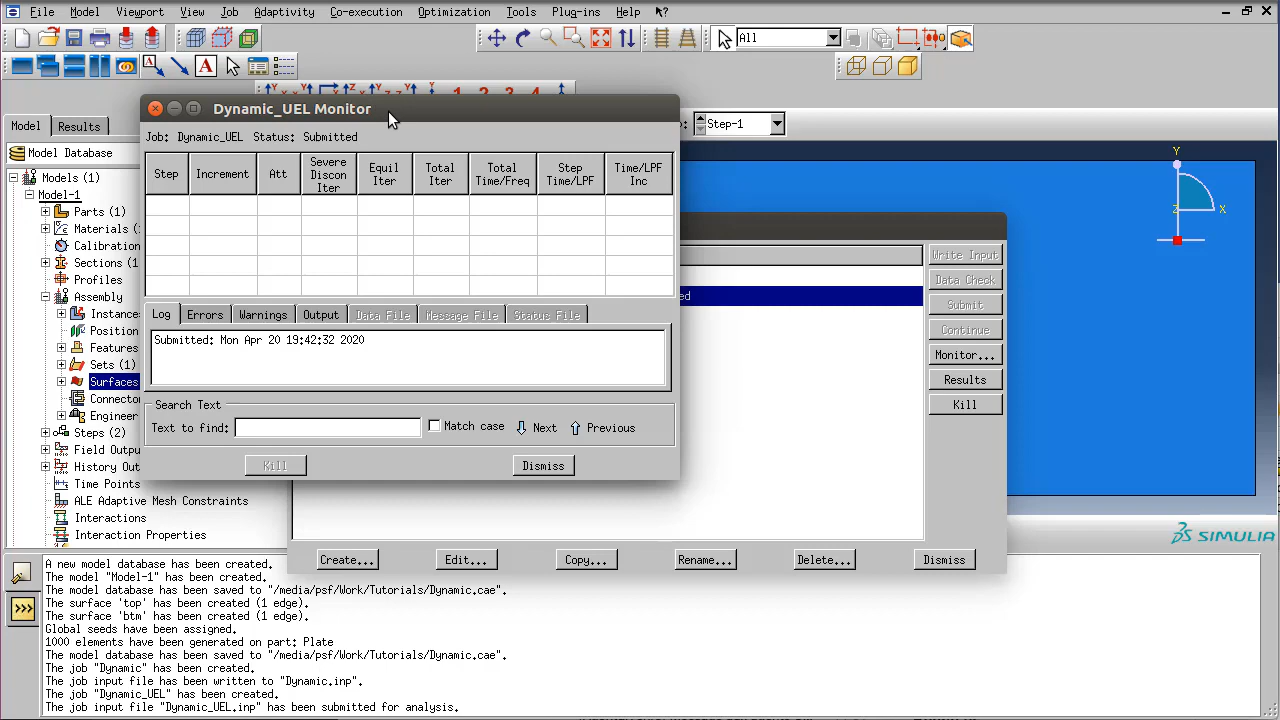 File Model Viewport View Job Adaptivity Co-execution Optimization Tools Plug-ins Help
All
A
1 2 3 4
Step-1
Dynamic_UEL Monitor
Job: Dynamic_UEL Status: Submitted
Step
Increment
Att
Severe
Discon
Iter
Equil
Iter
Total
Iter
Total
Time/Freq
Step
Time/LPF
Time/LPF
Inc
Log
Errors
Warnings
Output
Data File
Message File
Status File
Submitted: Mon Apr 20 19:42:32 2020
Search Text
Text to find:
Match case
Next
Previous
Kill
Dismiss
Model
Results
Model Database
Models (1)
Model-1
Parts (1)
Materials (
Calibration
Sections (1
Profiles
Assembly
Instances
Position
Features
Sets (1)
Surfaces
Connecto
Engineer
Steps (2)
Field Outp
History Out
Time Points
ALE Adaptive Mesh Constraints
Interactions
Interaction Properties
ed
Write Input
Data Check
Submit
Continue
Monitor...
Results
Kill
Create...
Edit...
Copy...
Rename...
Delete...
Dismiss
Y
Z
X
SIMULIA
A new model database has been created.
The model "Model-1" has been created.
The model database has been saved to "/media/psf/Work/Tutorials/Dynamic.cae".
The surface 'top' has been created (1 edge).
The surface 'btm' has been created (1 edge).
Global seeds have been assigned.
1000 elements have been generated on part: Plate
The model database has been saved to "/media/psf/Work/Tutorials/Dynamic.cae".
The job "Dynamic" has been created.
The job input file has been written to "Dynamic.inp".
The job "Dynamic_UEL" has been created.
The job input file "Dynamic_UEL.inp" has been submitted for analysis.
>>>